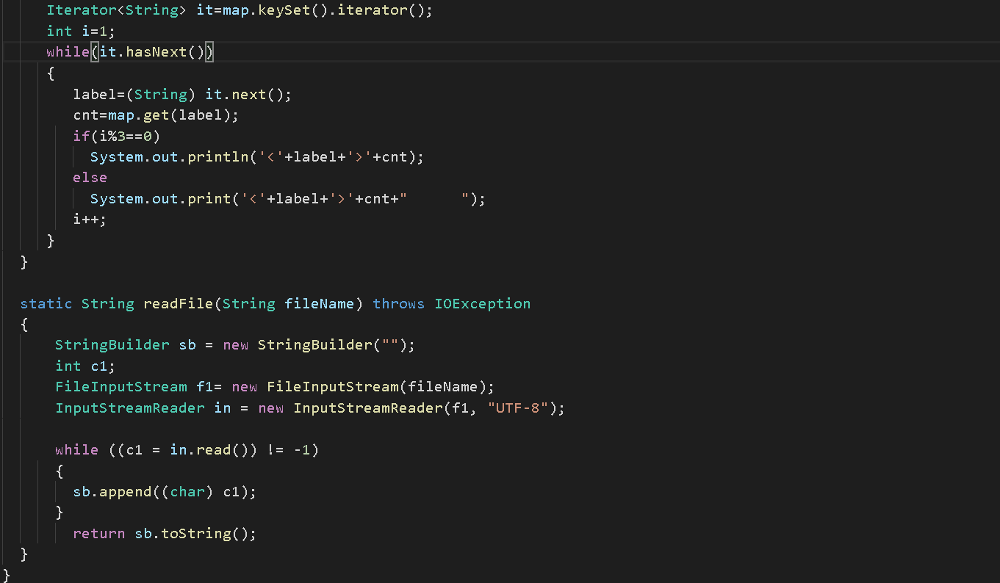 Iterator<String> it=map.keySet().iterator();
int i=1;
while(it.hasNext())
{
label=(String) it.next();
cnt=map.get(label);
if(i%3==0)
System.out.println('<'+label+'>'+cnt);
else
System.out.print('<'+label+'>'+cnt+"      ");
i++;
}
}
static String readFile(String fileName) throws IOException
{
StringBuilder sb = new StringBuilder("");
int c1;
FileInputStream f1= new FileInputStream(fileName);
InputStreamReader in = new InputStreamReader(f1, "UTF-8");
while ((c1 = in.read()) != -1)
{
sb.append((char) c1);
}
return sb.toString();
}
}